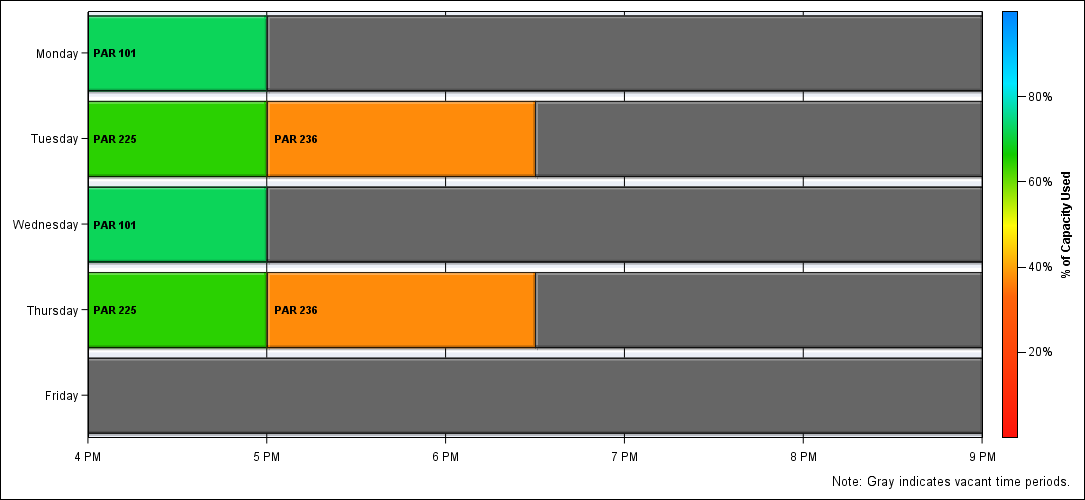 Monday
PAR 101
Tuesday
PAR 225
PAR 236
Wednesday
PAR 101
Thursday
PAR 225
PAR 236
Friday
4 PM
5 PM
6 PM
7 PM
8 PM
9 PM
80%
60%
40%
20%
% of Capacity Used
Note: Gray indicates vacant time periods.